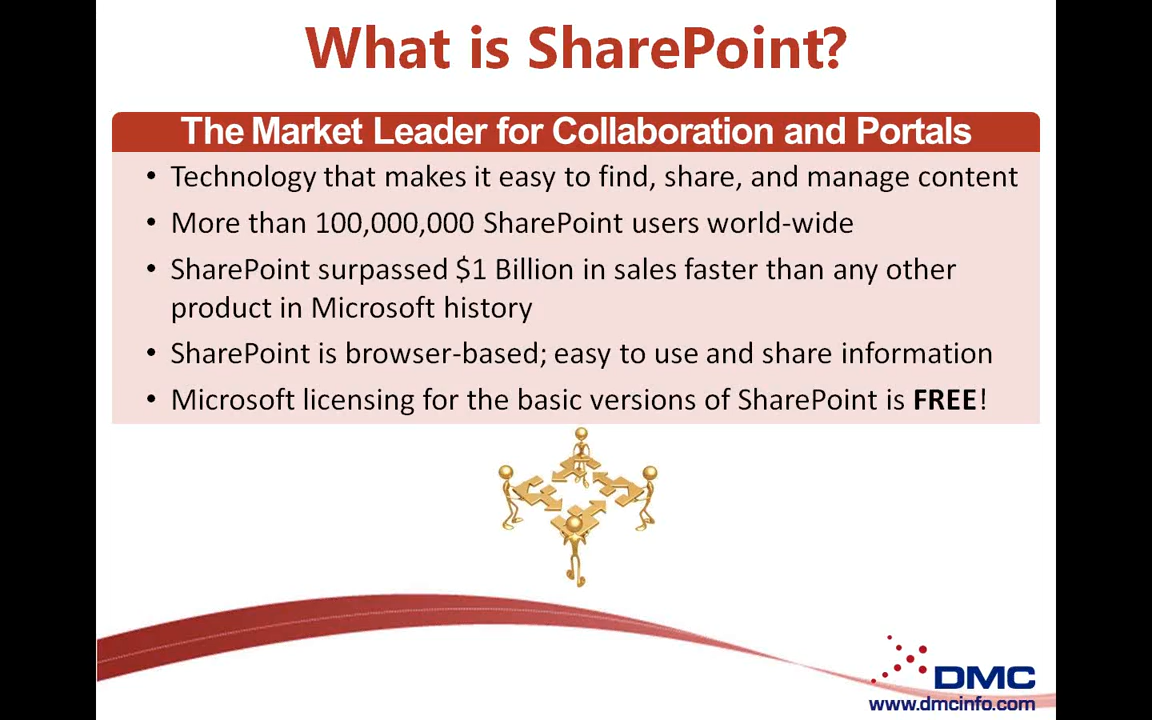 What is SharePoint?
The Market Leader for Collaboration and Portals
• Technology that makes it easy to find, share, and manage content
• More than 100,000,000 SharePoint users world-wide
• SharePoint surpassed $1 Billion in sales faster than any other
product in Microsoft history
• SharePoint is browser-based; easy to use and share information
• Microsoft licensing for the basic versions of SharePoint is FREE!
DMC
www.dmcinfo.com